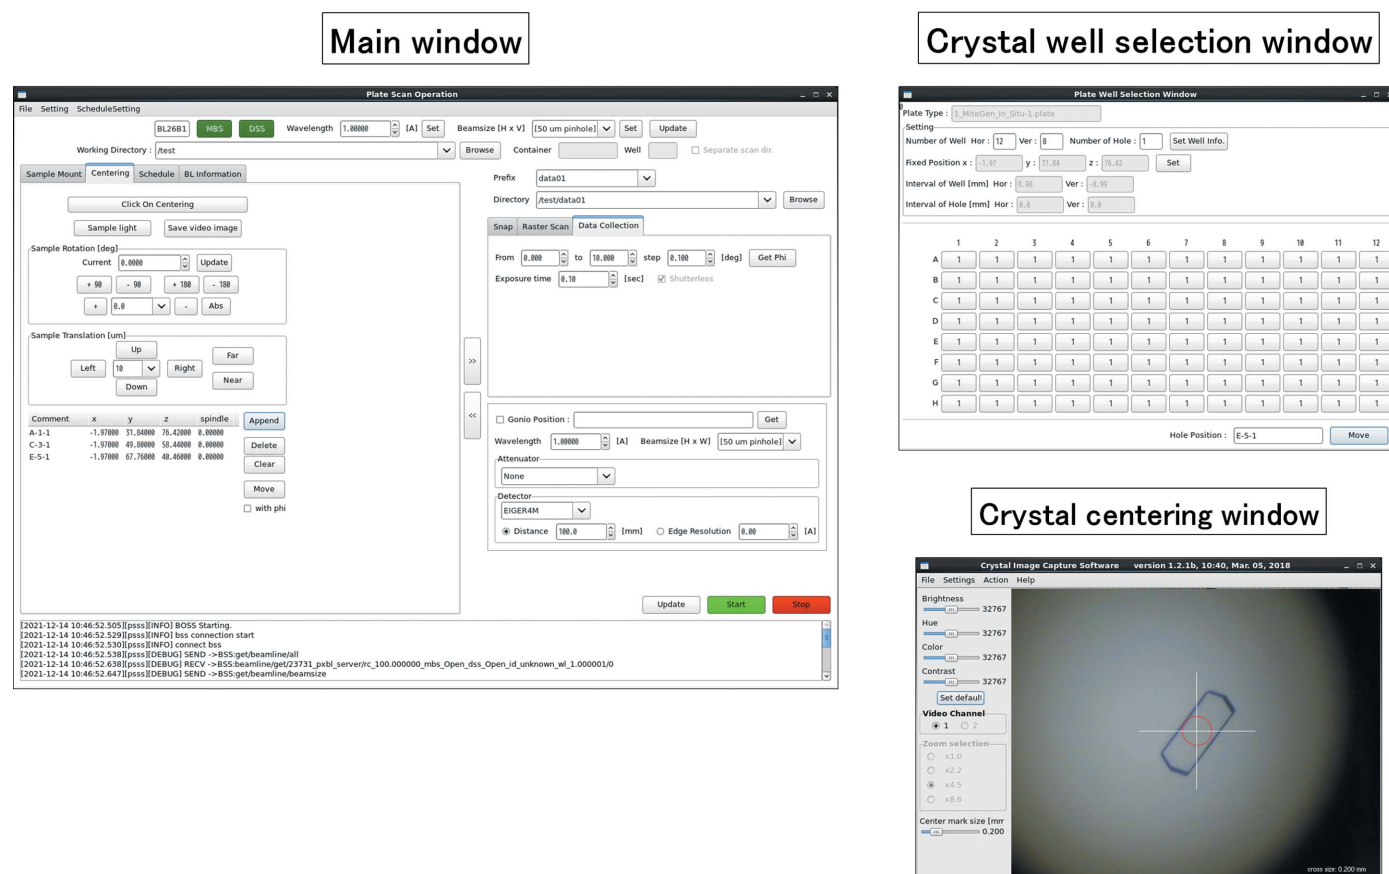 Main window
Plate Scan Operation
File Setting ScheduleSetting
BL26B1 MBS DSS Wavelength 1.00000 [A] Set Beamsize [H x V] [50 um pinhole] Set Update
Working Directory : /test Browse Container Well Separate scan dir.
Sample Mount Centering Schedule BL Information
Click On Centering
Sample light Save video image
Sample Rotation [deg]
Current 0.0000 Update
+ 90 - 90 + 180 - 180
+ 0.0 - Abs
Sample Translation [um]
Up
Left 10 Right Far
Down Near
Comment x y z spindle Append
A-1-1 -1.97000 31.84000 76.42000 0.00000
C-3-1 -1.97000 49.80000 58.44000 0.00000 Delete
E-5-1 -1.97000 67.76000 40.46000 0.00000
Clear
Move
with phi
>>
<<
Prefix data01
Directory /test/data01 Browse
Snap Raster Scan Data Collection
From 0.000 to 10.000 step 0.100 [deg] Get Phi
Exposure time 0.10 [sec] Shutterless
Gonio Position : Get
Wavelength 1.00000 [A] Beamsize [H x W] [50 um pinhole]
Attenuator
None
Detector
EIGER4M
Distance 100.0 [mm] Edge Resolution 0.00 [A]
Update Start Stop
[2021-12-14 10:46:52.505][psss][INFO] BOSS Starting.
[2021-12-14 10:46:52.529][psss][INFO] bss connection start
[2021-12-14 10:46:52.530][psss][INFO] connect bss
[2021-12-14 10:46:52.538][psss][DEBUG] SEND ->BSS:get/beamline/all
[2021-12-14 10:46:52.638][psss][DEBUG] RECV ->BSS:beamline/get/23731_pxbl_server/rc_100.000000_mbs_Open_dss_Open_id_unknown_wl_1.000001/0
[2021-12-14 10:46:52.647][psss][DEBUG] SEND ->BSS:get/beamline/beamsize
Crystal well selection window
Plate Well Selection Window
Plate Type : 1_MiteGen_In_Situ-1.plate
Setting
Number of Well Hor : 12 Ver : 8 Number of Hole : 1 Set Well Info.
Fixed Position x : -1.97 y : 31.84 z : 76.42 Set
Interval of Well [mm] Hor : 8.98 Ver : -8.99
Interval of Hole [mm] Hor : 0.0 Ver : 0.0
1 2 3 4 5 6 7 8 9 10 11 12
A 1 1 1 1 1 1 1 1 1 1 1 1
B 1 1 1 1 1 1 1 1 1 1 1 1
C 1 1 1 1 1 1 1 1 1 1 1 1
D 1 1 1 1 1 1 1 1 1 1 1 1
E 1 1 1 1 1 1 1 1 1 1 1 1
F 1 1 1 1 1 1 1 1 1 1 1 1
G 1 1 1 1 1 1 1 1 1 1 1 1
H 1 1 1 1 1 1 1 1 1 1 1 1
Hole Position : E-5-1 Move
Crystal centering window
Crystal Image Capture Software version 1.2.1b, 10:40, Mar. 05, 2018
File Settings Action Help
Brightness
32767
Hue
32767
Color
32767
Contrast
32767
Set defaul
Video Channel
1 2
Zoom selection
x1.0
x2.2
x4.5
x8.6
Center mark size [mm
0.200
cross size: 0.200 mm